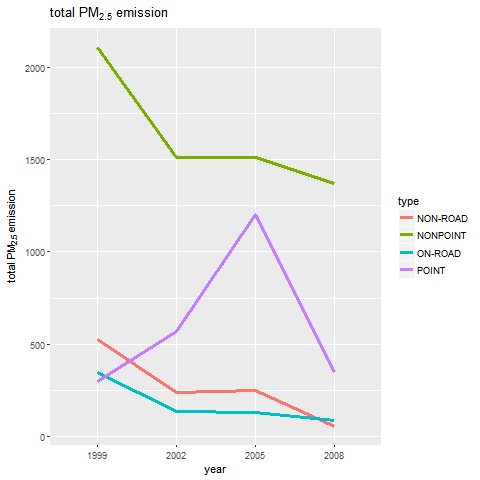 total PM2.5 emission
2000
1500
1000
500
0
total PM2.5 emission
1999 2002 2005 2008
year
type
NON-ROAD
NONPOINT
ON-ROAD
POINT